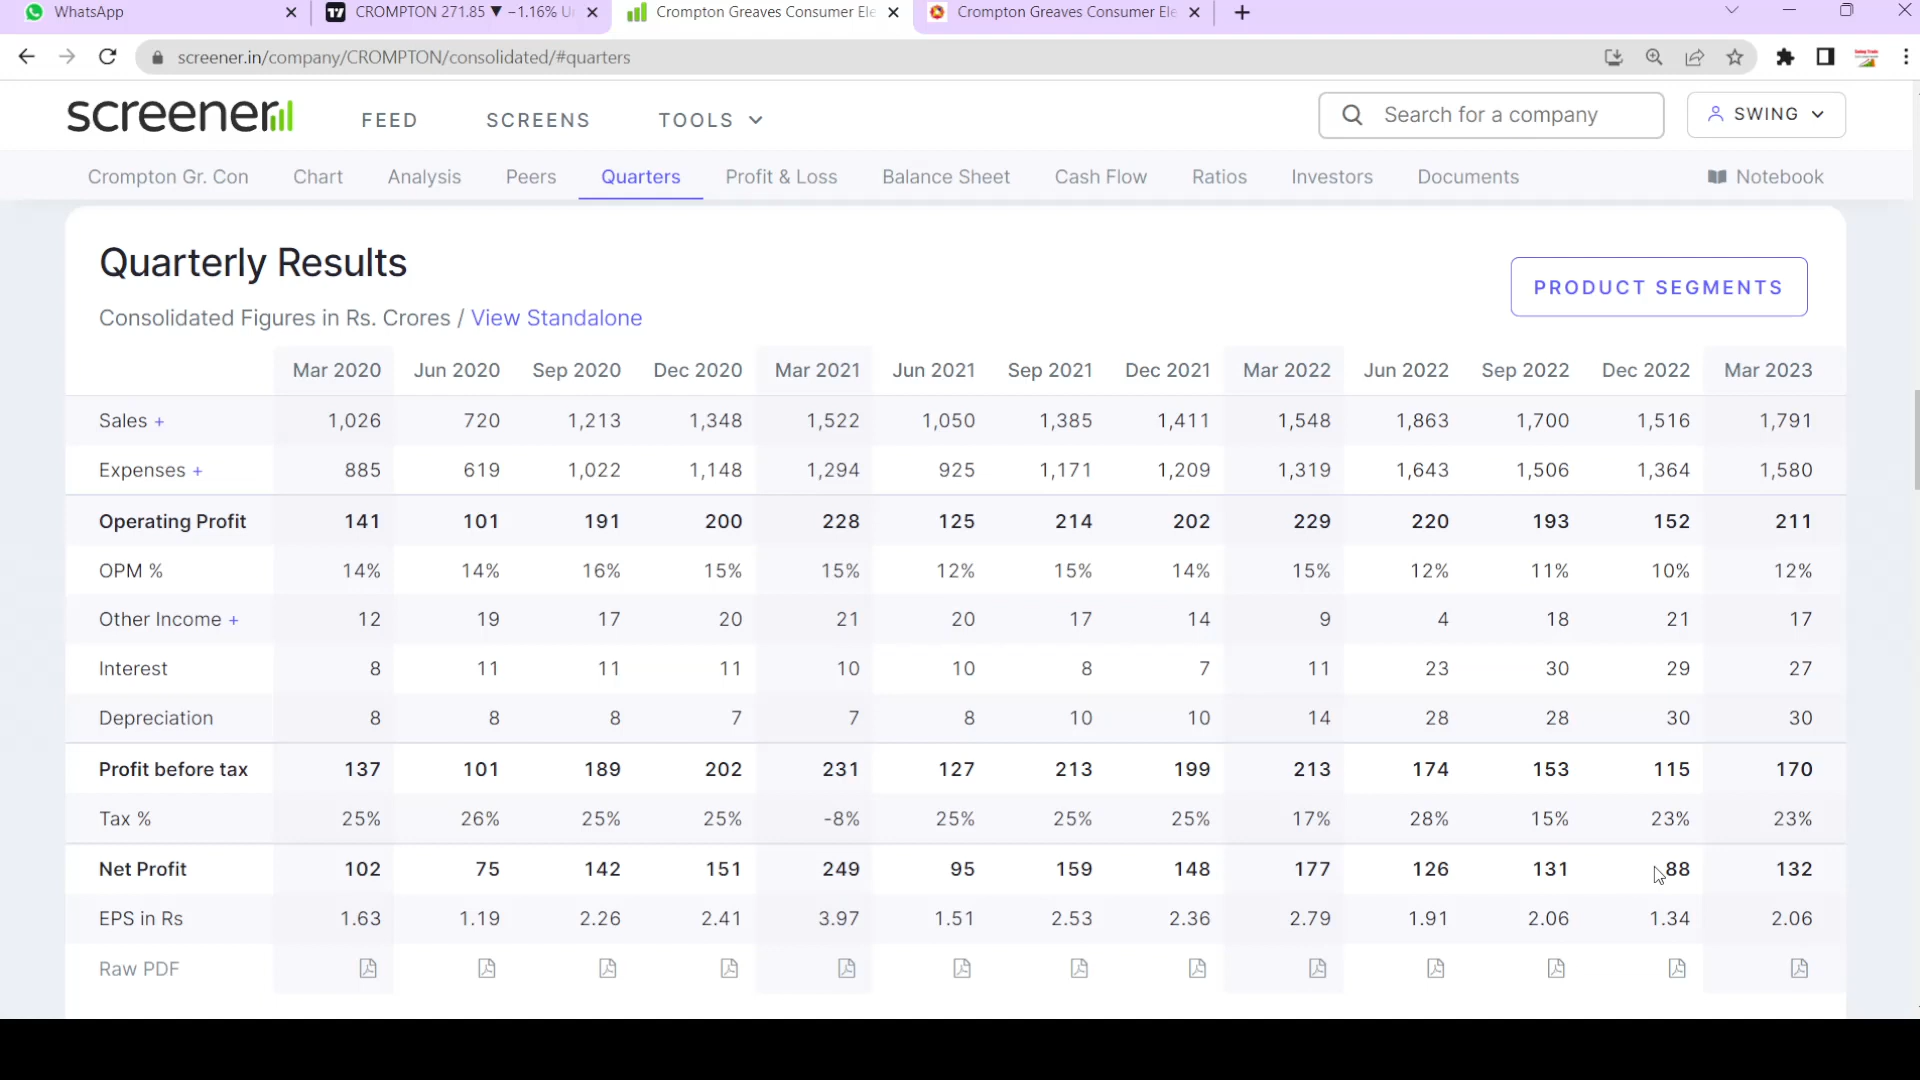 WhatsApp
CROMPTON 271.85 ▼ −1.16% U
Crompton Greaves Consumer Ele
Crompton Greaves Consumer Ele
screener.in/company/CROMPTON/consolidated/#quarters
screener
FEED SCREENS TOOLS
Search for a company
SWING
Crompton Gr. Con Chart Analysis Peers Quarters Profit & Loss Balance Sheet Cash Flow Ratios Investors Documents Notebook
Quarterly Results
PRODUCT SEGMENTS
Consolidated Figures in Rs. Crores / View Standalone
Mar 2020 Jun 2020 Sep 2020 Dec 2020 Mar 2021 Jun 2021 Sep 2021 Dec 2021 Mar 2022 Jun 2022 Sep 2022 Dec 2022 Mar 2023
Sales + 1,026 720 1,213 1,348 1,522 1,050 1,385 1,411 1,548 1,863 1,700 1,516 1,791
Expenses + 885 619 1,022 1,148 1,294 925 1,171 1,209 1,319 1,643 1,506 1,364 1,580
Operating Profit 141 101 191 200 228 125 214 202 229 220 193 152 211
OPM % 14% 14% 16% 15% 15% 12% 15% 14% 15% 12% 11% 10% 12%
Other Income + 12 19 17 20 21 20 17 14 9 4 18 21 17
Interest 8 11 11 11 10 10 8 7 11 23 30 29 27
Depreciation 8 8 8 7 7 8 10 10 14 28 28 30 30
Profit before tax 137 101 189 202 231 127 213 199 213 174 153 115 170
Tax % 25% 26% 25% 25% -8% 25% 25% 25% 17% 28% 15% 23% 23%
Net Profit 102 75 142 151 249 95 159 148 177 126 131 88 132
EPS in Rs 1.63 1.19 2.26 2.41 3.97 1.51 2.53 2.36 2.79 1.91 2.06 1.34 2.06
Raw PDF